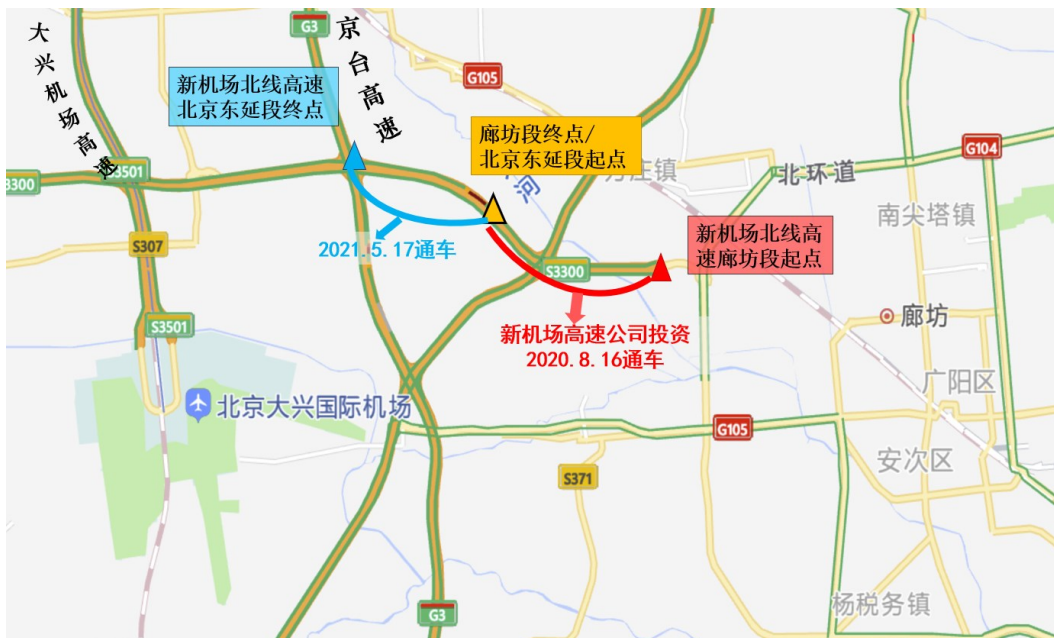 大兴机场高速
G3
京台高速
新机场北线高速
北京东延段终点
G105
廊坊段终点/
北京东延段起点
河
万庄镇
北环道
G104
3300
S3501
南尖塔镇
S307
2021.5.17通车
新机场北线高
速廊坊段起点
S3300
S3501
新机场高速公司投资
2020.8.16通车
廊坊
广阳区
北京大兴国际机场
G105
安次区
S371
G3
杨税务镇